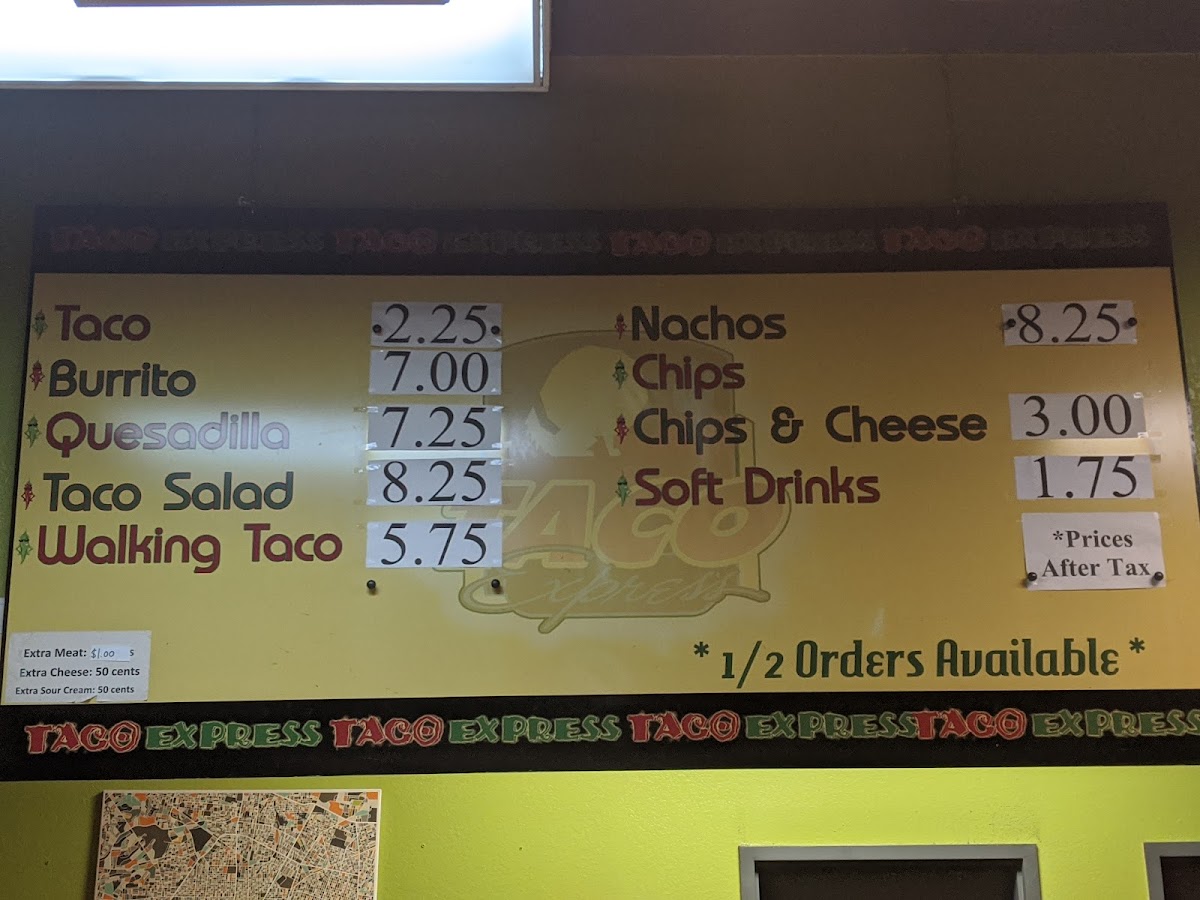 TACO EXPRESS TACO EXPRESS TACO EXPRESS TACO EXPRESS
Taco 2.25
Burrito 7.00
Quesadilla 7.25
Taco Salad 8.25
Walking Taco 5.75
Nachos 8.25
Chips
Chips & Cheese 3.00
Soft Drinks 1.75
*Prices
After Tax
TACO
Express
Extra Meat: $1.00 s
Extra Cheese: 50 cents
Extra Sour Cream: 50 cents
* 1/2 Orders Available *
TACO EXPRESS TACO EXPRESS TACO EXPRESS TACO EXPRESS